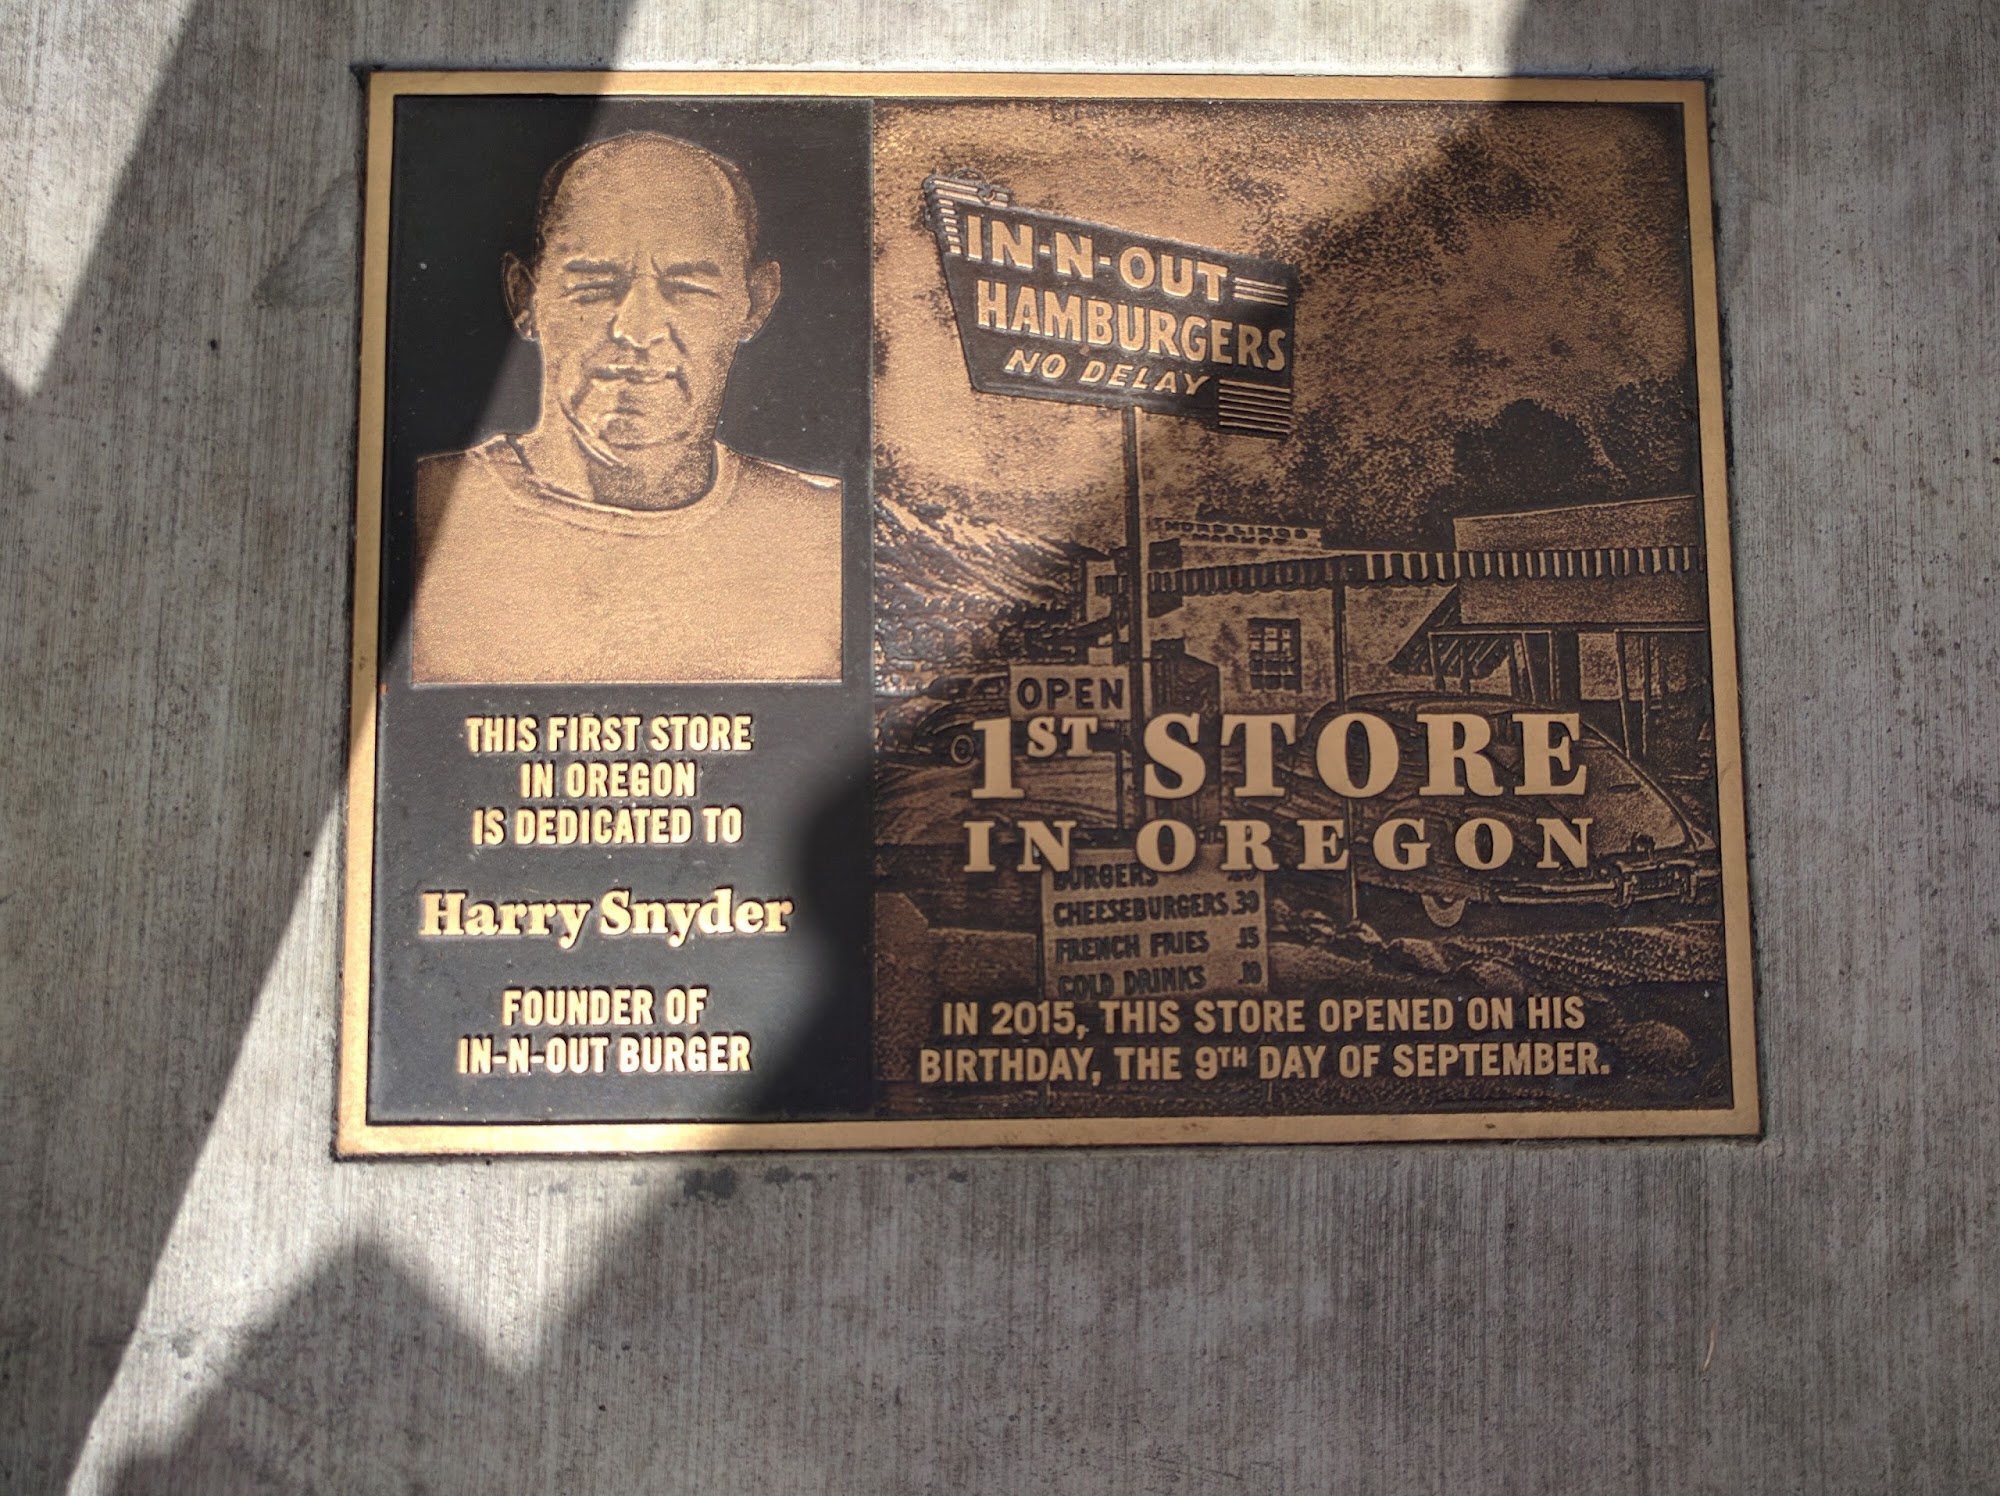 THIS FIRST STORE
IN OREGON
IS DEDICATED TO
Harry Snyder
FOUNDER OF
IN-N-OUT BURGER
IN-N-OUT
HAMBURGERS
NO DELAY
OPEN
1ST STORE
IN OREGON
BURGERS
CHEESEBURGERS .30
FRENCH FRIES .15
COLD DRINKS .10
IN 2015, THIS STORE OPENED ON HIS
BIRTHDAY, THE 9TH DAY OF SEPTEMBER.